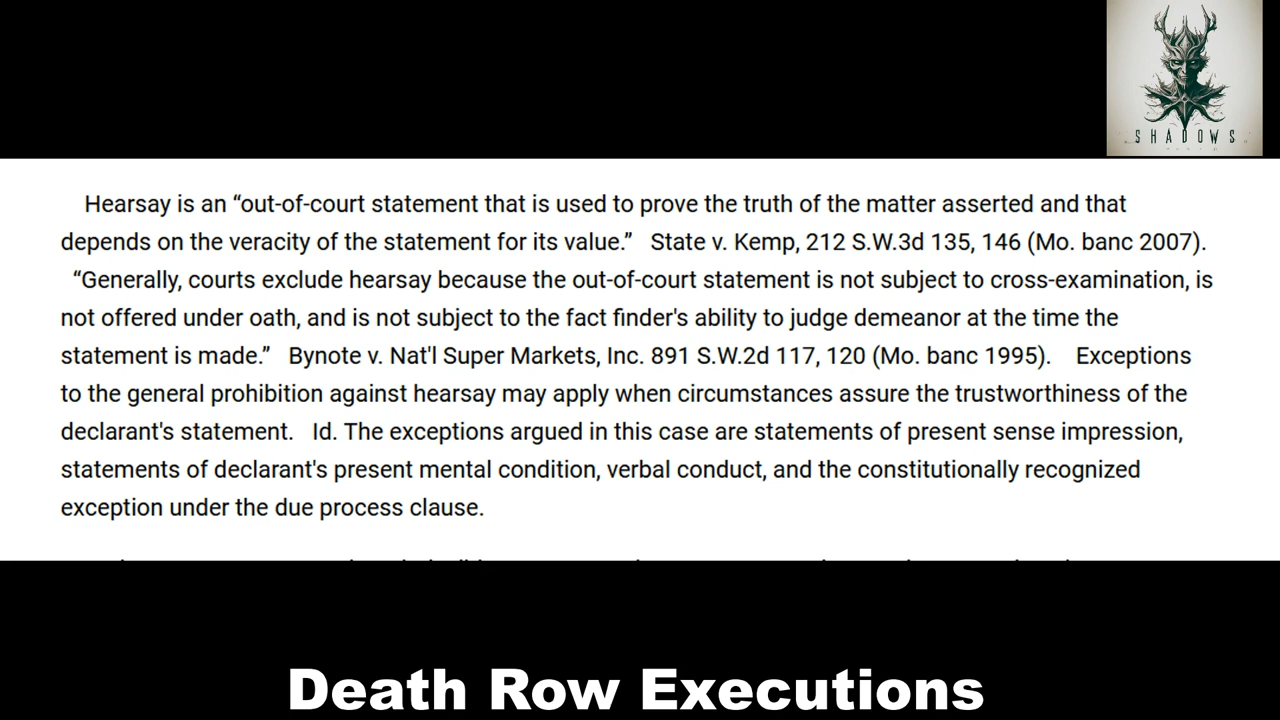 SHADOWS
Hearsay is an “out-of-court statement that is used to prove the truth of the matter asserted and that
depends on the veracity of the statement for its value.” State v. Kemp, 212 S.W.3d 135, 146 (Mo. banc 2007).
“Generally, courts exclude hearsay because the out-of-court statement is not subject to cross-examination, is
not offered under oath, and is not subject to the fact finder's ability to judge demeanor at the time the
statement is made.” Bynote v. Nat'l Super Markets, Inc. 891 S.W.2d 117, 120 (Mo. banc 1995). Exceptions
to the general prohibition against hearsay may apply when circumstances assure the trustworthiness of the
declarant's statement. Id. The exceptions argued in this case are statements of present sense impression,
statements of declarant's present mental condition, verbal conduct, and the constitutionally recognized
exception under the due process clause.
Death Row Executions